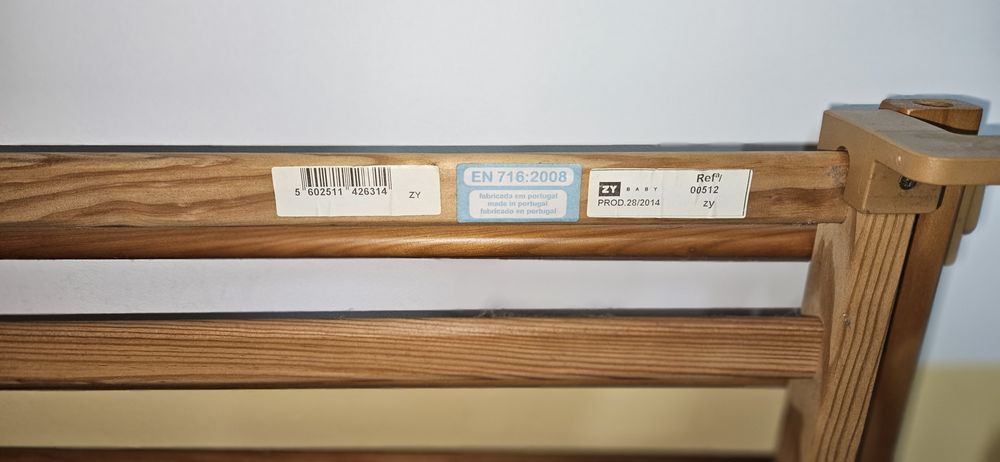 5 602511 426314 ZY
EN 716:2008
fabricado em portugal
made in portugal
fabricado en portugal
ZY BABY
Refª/
00512
PROD.28/2014
zy